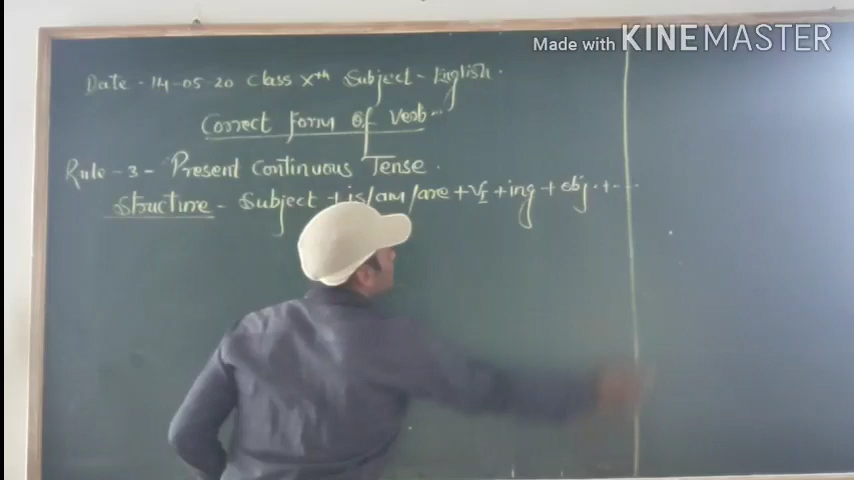 Made with KINEMASTER
Date - 14-05-20 Class Xth Subject - English.
Correct Form of Verb..
Rule - 3 - Present Continuous Tense.
Structure - Subject + is/am/are + VI + ing + obj. + ...